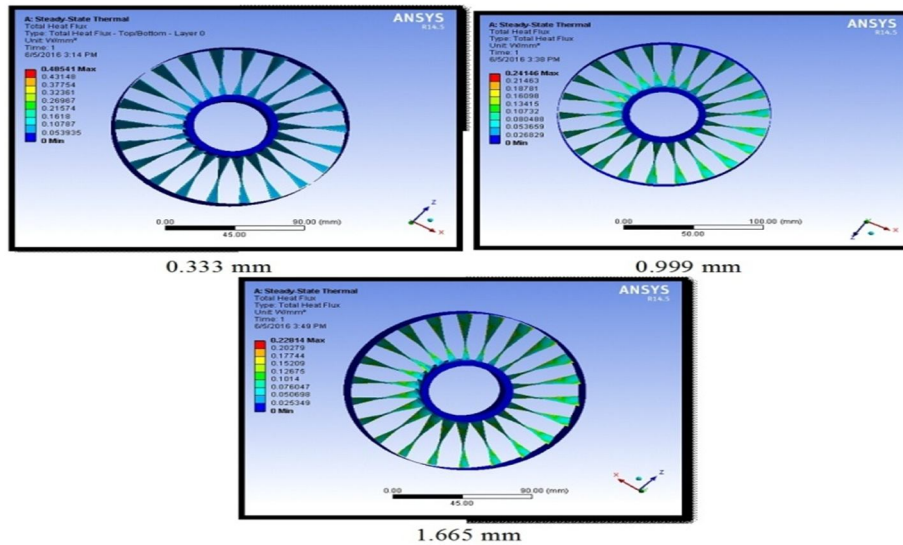 A: Steady-State Thermal
Total Heat Flux
Type: Total Heat Flux - Top/Bottom - Layer 0
Unit: W/mm²
Time: 1
6/5/2016 3:14 PM
0.48541 Max
0.43148
0.37754
0.32361
0.26967
0.21574
0.1618
0.10787
0.053935
0 Min
ANSYS
R14.5
0.00
90.00 (mm)
45.00
Z
X
0.333 mm
A: Steady-State Thermal
Total Heat Flux
Type: Total Heat Flux
Unit: W/mm²
Time: 1
6/5/2016 3:38 PM
0.24146 Max
0.21463
0.18781
0.16098
0.13415
0.10732
0.080488
0.053659
0.026829
0 Min
ANSYS
R14.5
0.00
100.00 (mm)
50.00
Z
X
0.999 mm
A: Steady-State Thermal
Total Heat Flux
Type: Total Heat Flux
Unit: W/mm²
Time: 1
6/5/2016 3:49 PM
0.22814 Max
0.20279
0.17744
0.15209
0.12675
0.1014
0.076047
0.050698
0.025349
0 Min
ANSYS
R14.5
0.00
90.00 (mm)
45.00
X
Z
1.665 mm